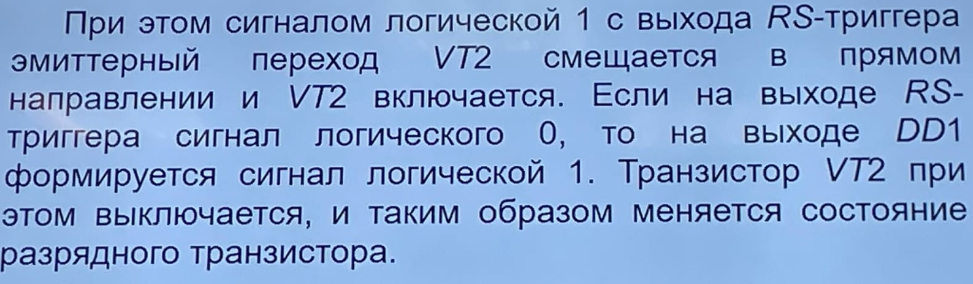 При этом сигналом логической 1 с выхода RS-триггера
эмиттерный переход VT2 смещается в прямом
направлении и VT2 включается. Если на выходе RS-
триггера сигнал логического 0, то на выходе DD1
формируется сигнал логической 1. Транзистор VT2 при
этом выключается, и таким образом меняется состояние
разрядного транзистора.